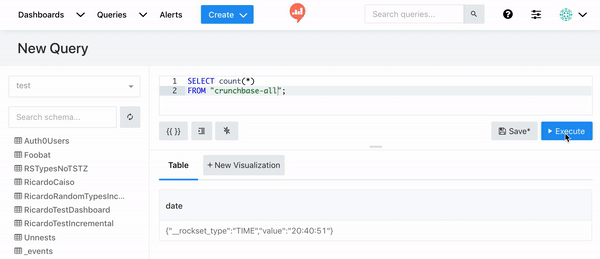 Dashboards Queries Alerts Create Search queries...
New Query
test
Search schema...
Auth0Users
Foobat
RSTypesNoTSTZ
RicardoCaiso
RicardoRandomTypesInc...
RicardoTestDashboard
RicardoTestIncremental
Unnests
_events
1 SELECT count(*)
2 FROM "crunchbase-all";
{{ }} Save* Execute
Table + New Visualization
date
{"__rockset_type":"TIME","value":"20:40:51"}